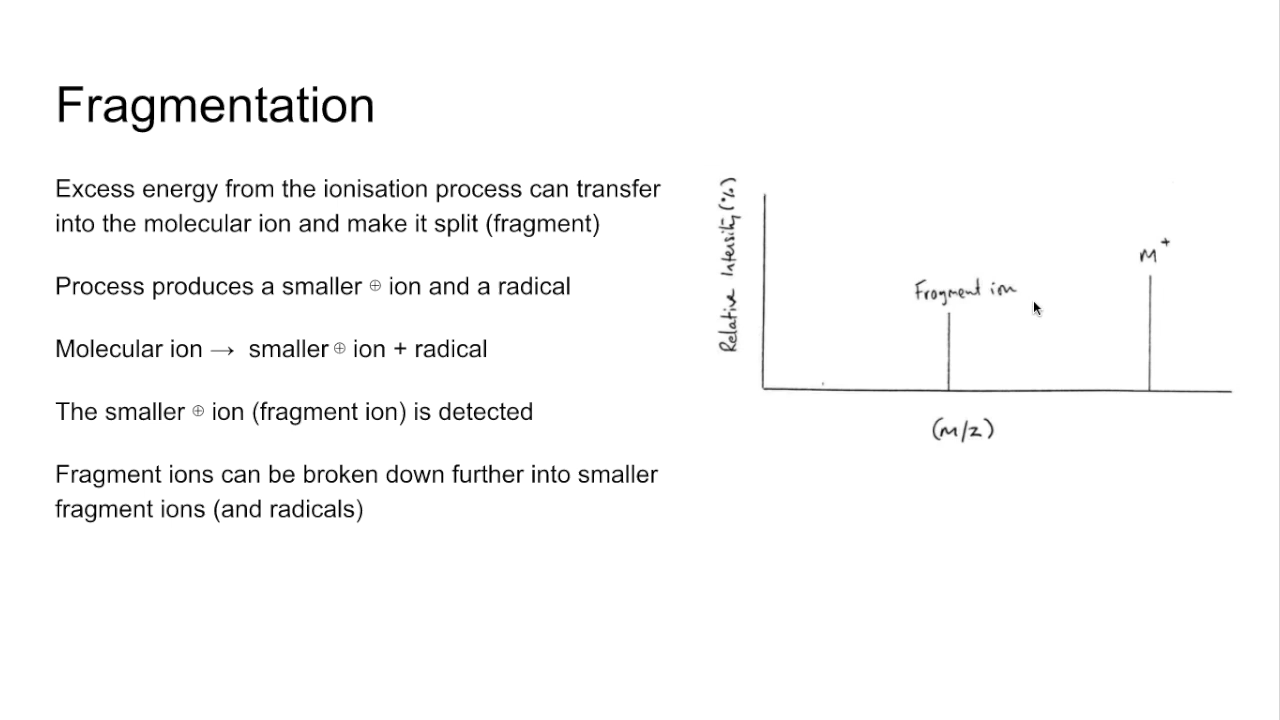 Fragmentation
Excess energy from the ionisation process can transfer
into the molecular ion and make it split (fragment)
Process produces a smaller ⊕ ion and a radical
Molecular ion → smaller ⊕ ion + radical
The smaller ⊕ ion (fragment ion) is detected
Fragment ions can be broken down further into smaller
fragment ions (and radicals)
Relative Intensity (%)
Fragment ion
M+
(M/Z)